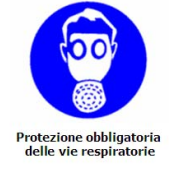 Protezione obbligatoria
delle vie respiratorie